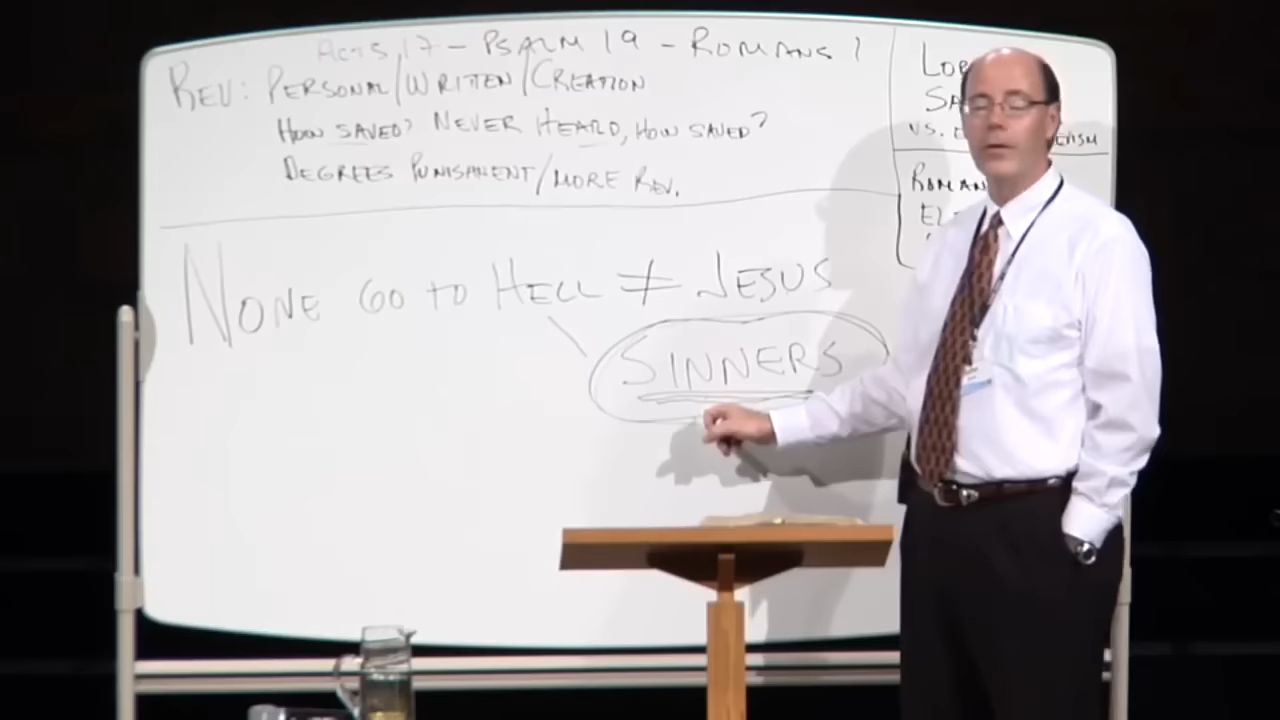 Acts 17 - Psalm 19 - Romans 1
Rev: Personal/Written/Creation
How saved? Never Heard, How saved?
Degrees Punishment/More Rev.
None go to Hell ≠ Jesus
Sinners
vs.